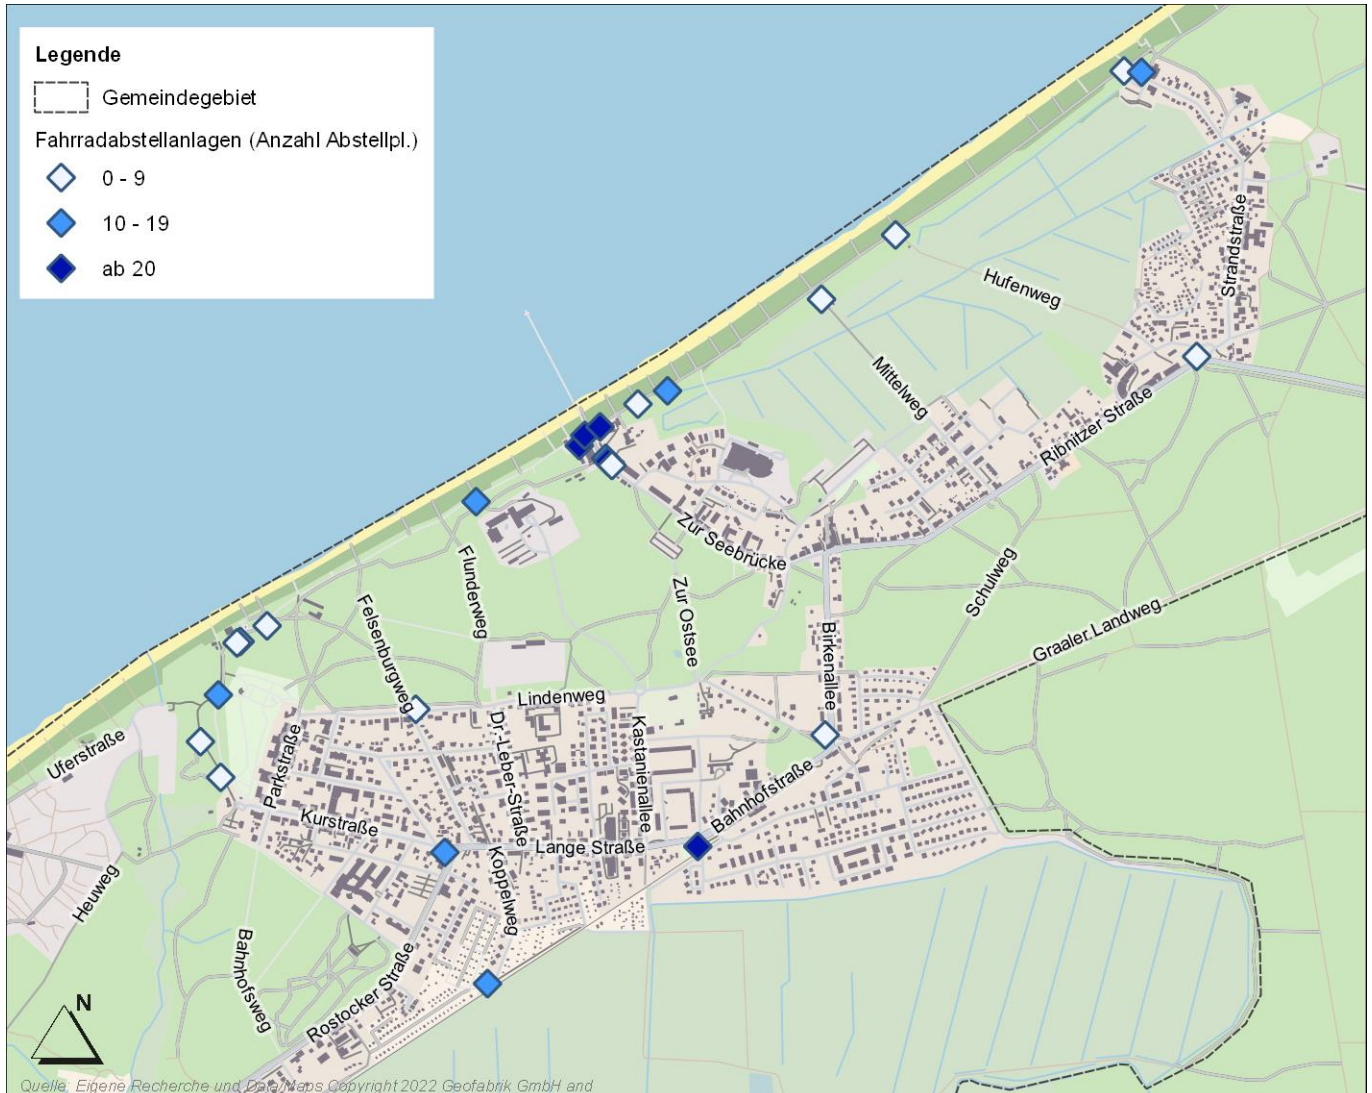 Legende
Gemeindegebiet
Fahrradabstellanlagen (Anzahl Abstellpl.)
0 - 9
10 - 19
ab 20
Strandstraße
Hufenweg
Mittelweg
Ribnitzer Straße
Zur Seebrücke
Schulweg
Flunderweg
Zur Ostsee
Felsenburgweg
Birkenallee
Graaler Landweg
Lindenweg
Uferstraße
Parkstraße
Dr.-Leber-Straße
Kastanienallee
Bahnhofstraße
Kurstraße
Lange Straße
Heuweg
Koppelweg
Bahnhofsweg
Rostocker Straße
N
Quelle: Eigene Recherche und Data/Maps Copyright 2022 Geofabrik GmbH and